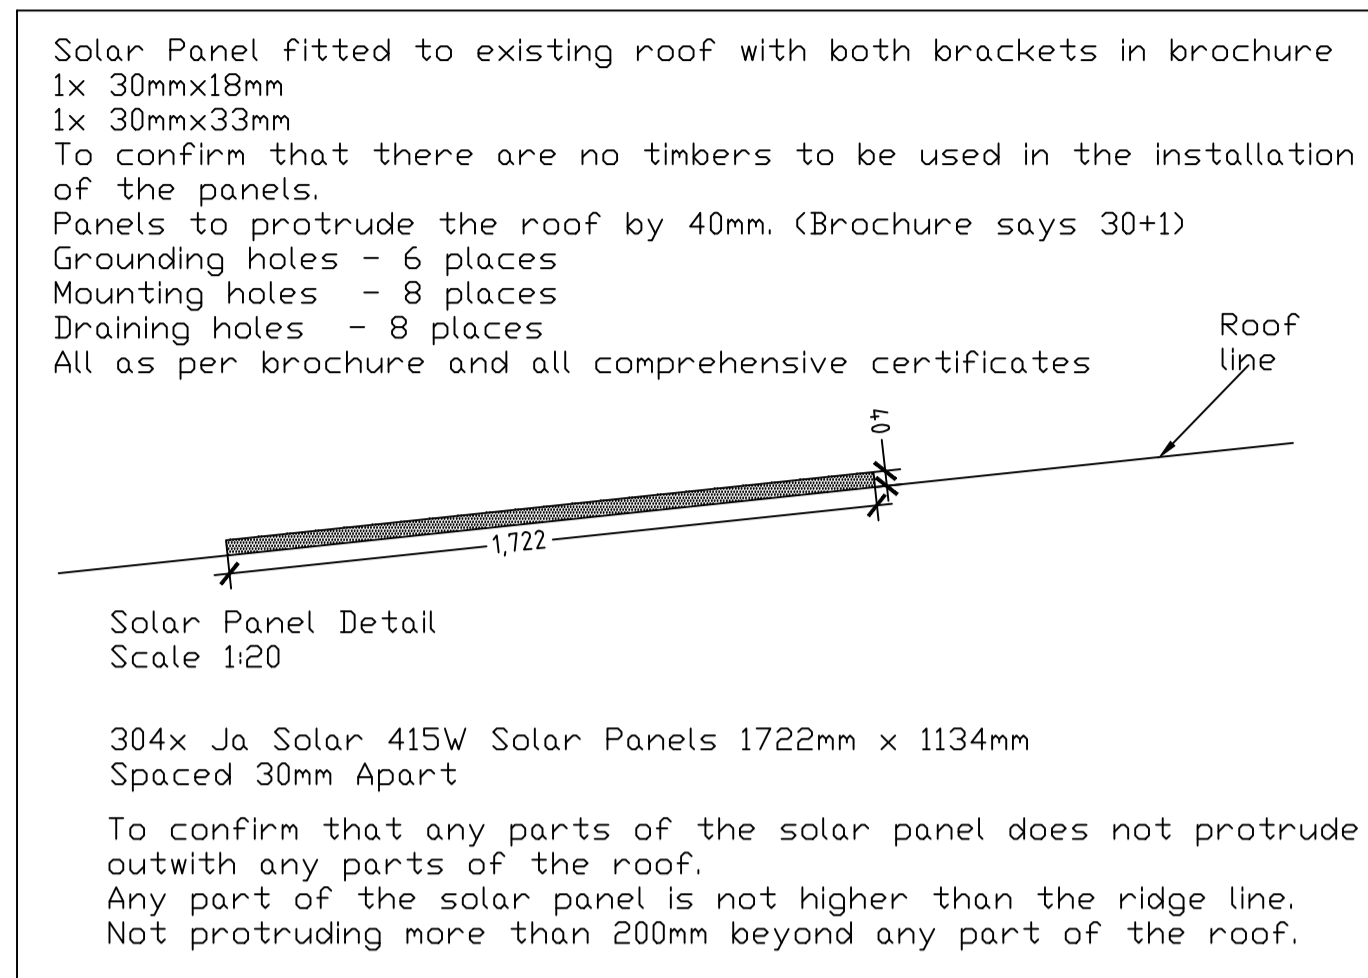 Solar Panel fitted to existing roof with both brackets in brochure
1x 30mmx18mm
1x 30mmx33mm
To confirm that there are no timbers to be used in the installation
of the panels.
Panels to protrude the roof by 40mm. (Brochure says 30+1)
Grounding holes - 6 places
Mounting holes - 8 places
Draining holes - 8 places
All as per brochure and all comprehensive certificates
Roof
line
40
1,722
Solar Panel Detail
Scale 1:20
304x Ja Solar 415W Solar Panels 1722mm x 1134mm
Spaced 30mm Apart
To confirm that any parts of the solar panel does not protrude
outwith any parts of the roof.
Any part of the solar panel is not higher than the ridge line.
Not protruding more than 200mm beyond any part of the roof.